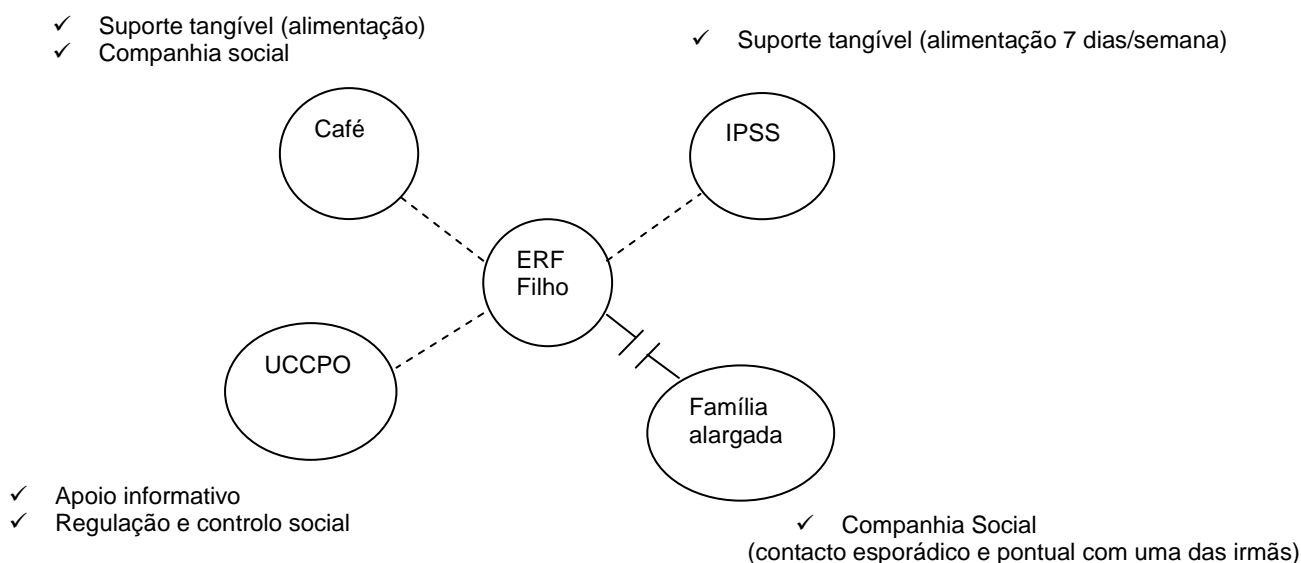 ✓ Suporte tangível (alimentação)
✓ Companhia social
✓ Suporte tangível (alimentação 7 dias/semana)
Café
IPSS
ERF
Filho
UCCPO
Família
alargada
✓ Apoio informativo
✓ Regulação e controlo social
✓ Companhia Social
(contacto esporádico e pontual com uma das irmãs)